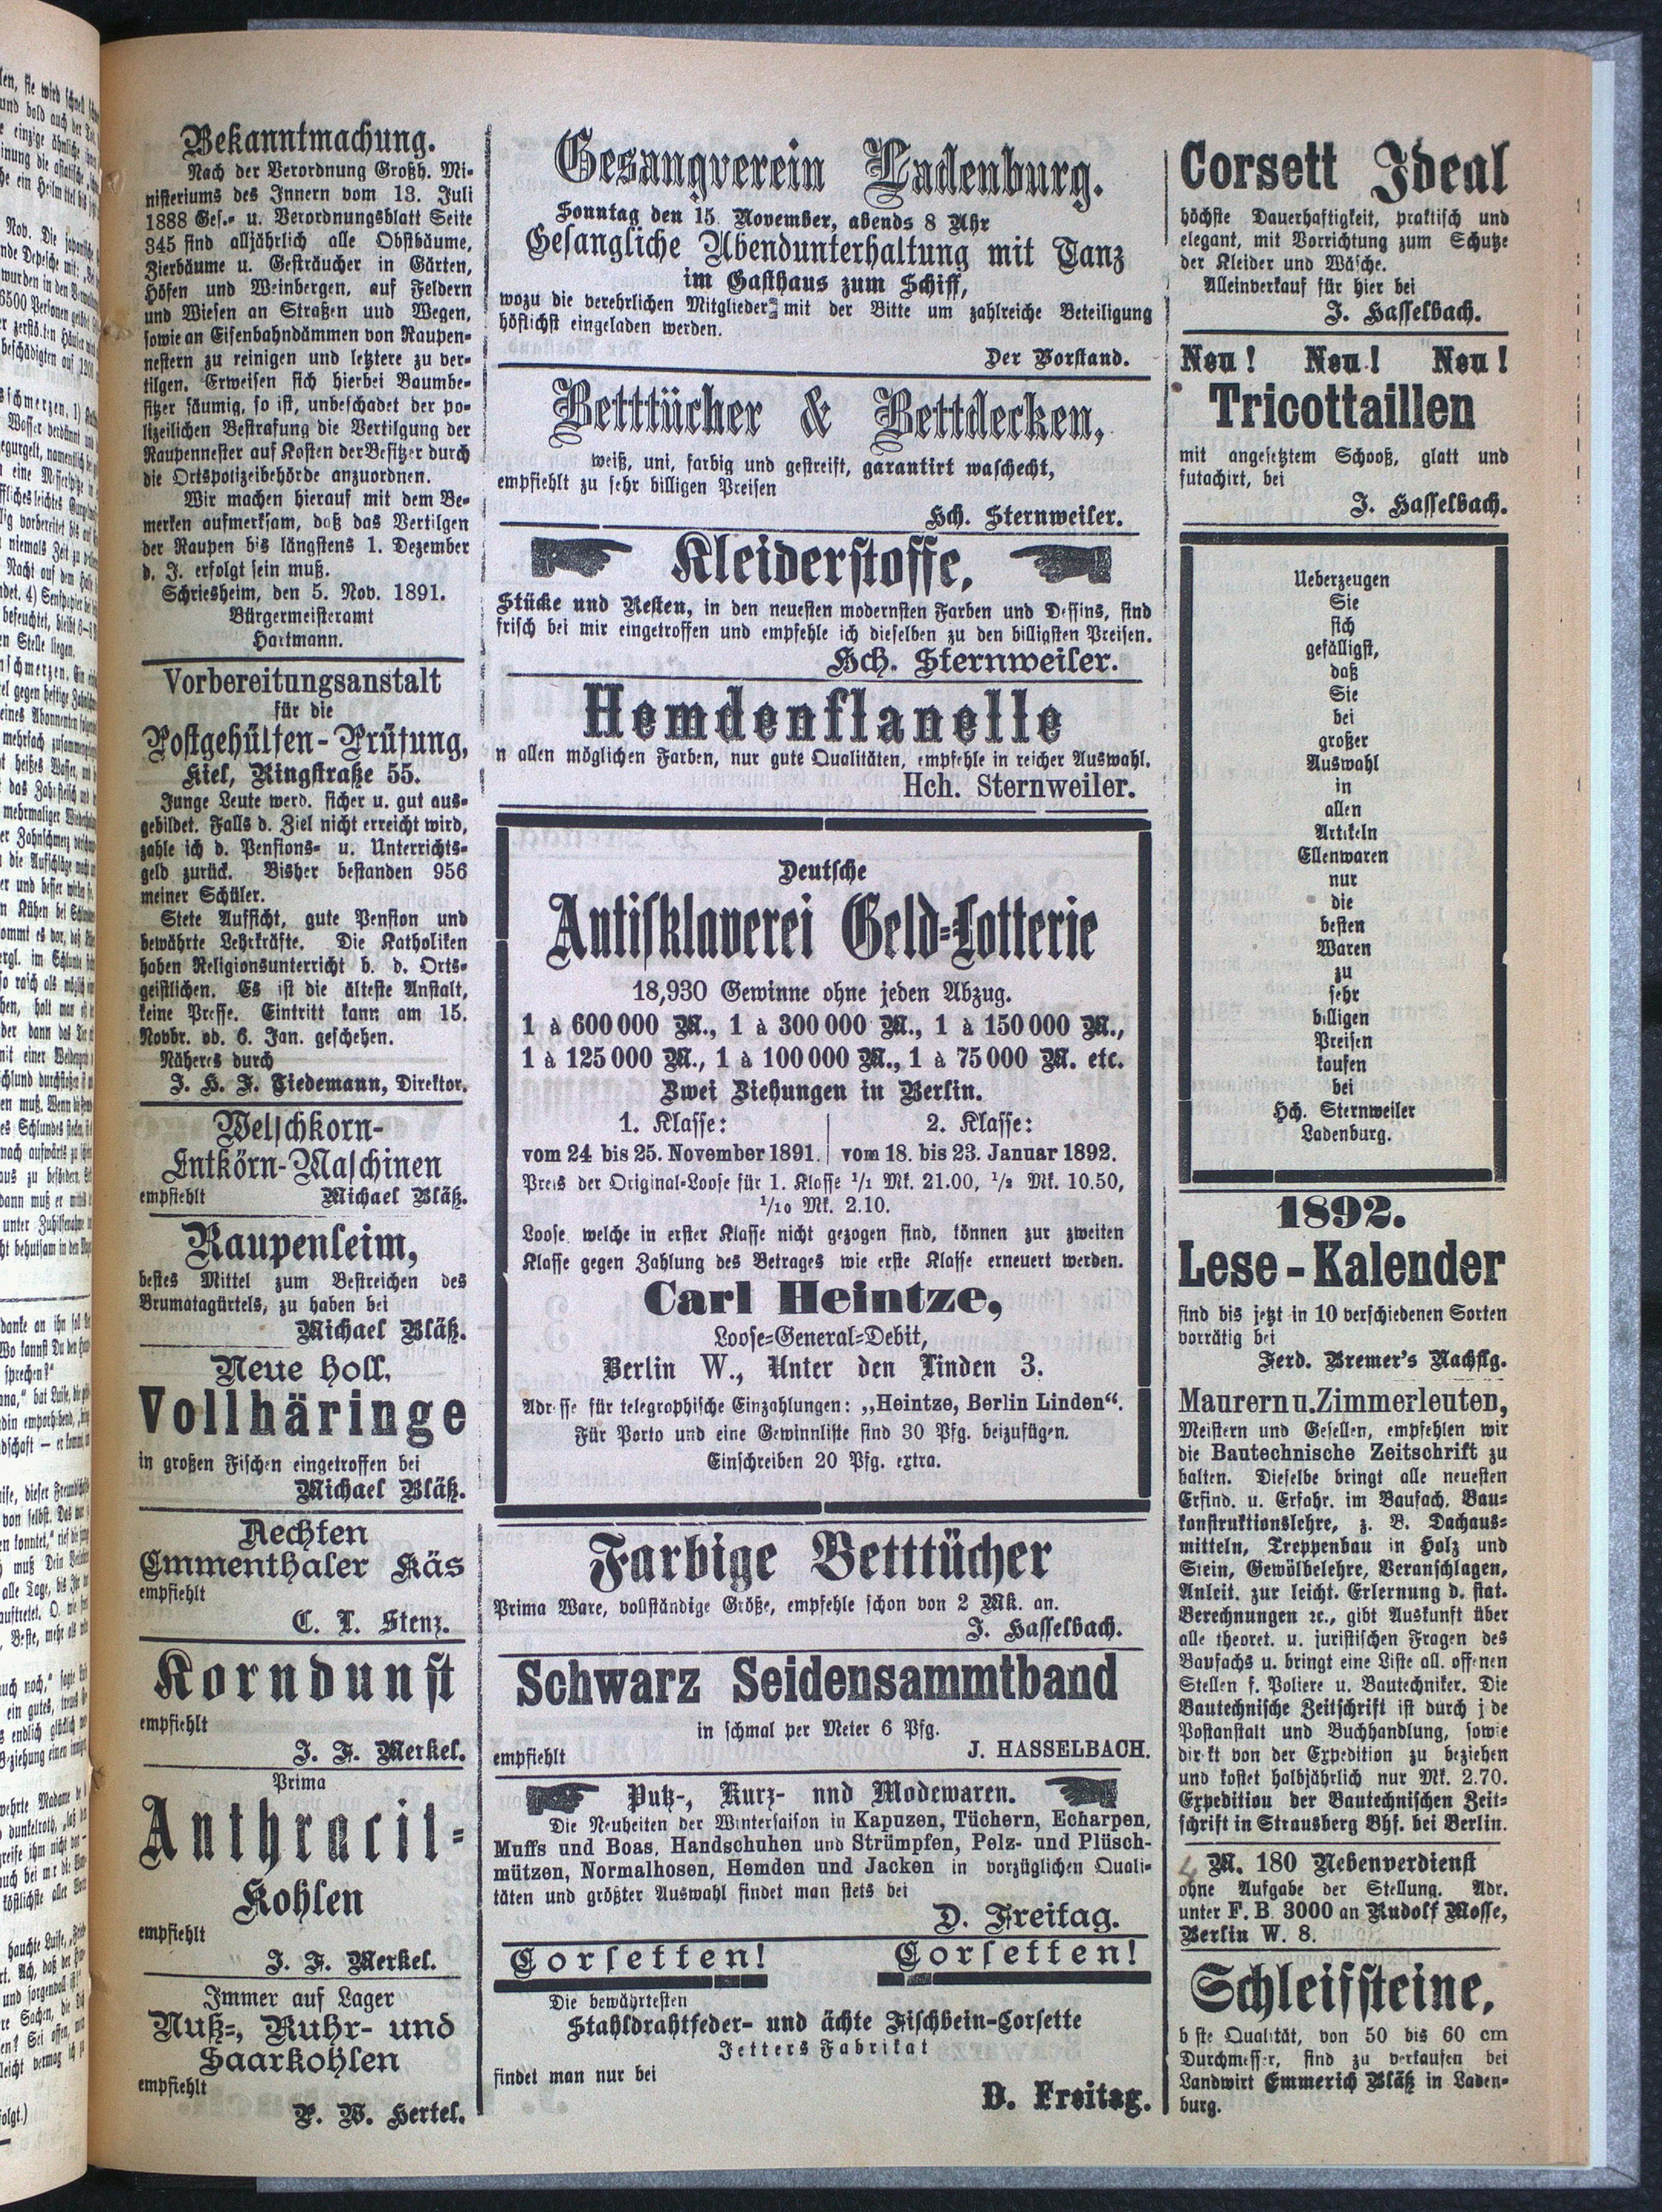 Bekanntmachung.
Nach der Verordnung Großh. Mi-
nisteriums des Innern vom 13. Juli
1888 Ges.- u. Verordnungsblatt Seite
345 sind alljährlich alle Obstbäume,
Zierbäume u. Gesträucher in Gärten,
Höfen und Weinbergen, auf Feldern
und Wiesen an Straßen und Wegen,
sowie an Eisenbahndämmen von Raupen-
nestern zu reinigen und letztere zu ver-
tilgen. Erweisen sich hierbei Baumbe-
sitzer säumig, so ist, unbeschadet der po-
lizeilichen Bestrafung die Vertilgung der
Raupennester auf Kosten der Besitzer durch
die Ortspolizeibehörde anzuordnen.
Wir machen hierauf mit dem Be-
merken aufmerksam, daß das Vertilgen
der Raupen bis längstens 1. Dezember
d. J. erfolgt sein muß.
Schriesheim, den 5. Nov. 1891.
Bürgermeisteramt
Hartmann.
Vorbereitungsanstalt
für die
Postgehülfen-Prüfung,
Kiel, Ringstraße 55.
Junge Leute werd. sicher u. gut aus-
gebildet. Falls d. Ziel nicht erreicht wird,
zahle ich d. Pensions- u. Unterrichts-
geld zurück. Bisher bestanden 956
meiner Schüler.
Stete Aufsicht, gute Pension und
bewährte Lehrkräfte. Die Katholiken
haben Religionsunterricht b. d. Orts-
geistlichen. Es ist die älteste Anstalt,
keine Presse. Eintritt kann am 15.
Novbr. od. 6. Jan. geschehen.
Näheres durch
J. H. F. Tiedemann, Direktor.
Welschkorn-
Entkörn-Maschinen
empfiehlt Michael Bläß.
Raupenleim,
bestes Mittel zum Bestreichen des
Brumatagürtels, zu haben bei
Michael Bläß.
Neue holl.
Vollhäringe
in großen Fischen eingetroffen bei
Michael Bläß.
Aechten
Emmenthaler Käs
empfiehlt
C. L. Stenz.
Korndunst
empfiehlt
J. F. Merkel.
Prima
Anthracit-
Kohlen
empfiehlt
J. F. Merkel.
Immer auf Lager
Nuß-, Ruhr- und
Saarkohlen
empfiehlt
P. W. Hertel.
Gesangverein Ladenburg.
Sonntag den 15. November, abends 8 Uhr
Gesangliche Abendunterhaltung mit Tanz
im Gasthaus zum Schiff,
wozu die verehrlichen Mitglieder mit der Bitte um zahlreiche Beteiligung
höflichst eingeladen werden.
Der Vorstand.
Betttücher & Bettdecken,
weiß, uni, farbig und gestreift, garantirt waschecht,
empfiehlt zu sehr billigen Preisen
Hch. Sternweiler.
Kleiderstoffe,
Stücke und Resten, in den neuesten modernsten Farben und Dessins, sind
frisch bei mir eingetroffen und empfehle ich dieselben zu den billigsten Preisen.
Hch. Sternweiler.
Hemdenflanelle
n allen möglichen Farben, nur gute Qualitäten, empfehle in reicher Auswahl.
Hch. Sternweiler.
Deutsche
Antisklaverei Geld-Lotterie
18,930 Gewinne ohne jeden Abzug.
1 à 600 000 M., 1 à 300 000 M., 1 à 150 000 M.,
1 à 125 000 M., 1 à 100 000 M., 1 à 75 000 M. etc.
Zwei Ziehungen in Berlin.
1. Klasse: 2. Klasse:
vom 24 bis 25. November 1891. vom 18. bis 23. Januar 1892.
Preis der Original-Loose für 1. Klasse 1/1 Mk. 21.00, 1/2 Mk. 10.50,
1/10 Mk. 2.10.
Loose welche in erster Klasse nicht gezogen sind, können zur zweiten
Klasse gegen Zahlung des Betrages wie erste Klasse erneuert werden.
Carl Heintze,
Loose-General-Debit,
Berlin W., Unter den Linden 3.
Adresse für telegraphische Einzahlungen: „Heintze, Berlin Linden“.
Für Porto und eine Gewinnliste sind 30 Pfg. beizufügen.
Einschreiben 20 Pfg. extra.
Farbige Betttücher
Prima Ware, vollständige Größe, empfehle schon von 2 Mk. an.
J. Hasselbach.
Schwarz Seidensammtband
in schmal per Meter 6 Pfg.
empfiehlt J. HASSELBACH.
Putz-, Kurz- nnd Modewaren.
Die Neuheiten der Wintersaison in Kapuzen, Tüchern, Echarpen,
Muffs und Boas, Handschuhen und Strümpfen, Pelz- und Plüsch-
mützen, Normalhosen, Hemden und Jacken in vorzüglichen Quali-
täten und größter Auswahl findet man stets bei
D. Freitag.
Corsetten! Corsetten!
Die bewährtesten
Stahldrahtfeder- und ächte Fischbein-Corsette
Jetters Fabrikat
findet man nur bei
D. Freitag.
Corsett Ideal
höchste Dauerhaftigkeit, praktisch und
elegant, mit Vorrichtung zum Schutze
der Kleider und Wäsche.
Alleinverkauf für hier bei
J. Hasselbach.
Neu! Neu! Neu!
Tricottaillen
mit angesetztem Schooß, glatt und
futachirt, bei
J. Hasselbach.
Ueberzeugen
Sie
sich
gefälligst,
daß
Sie
bei
großer
Auswahl
in
allen
Artikeln
Ellenwaren
nur
die
besten
Waren
zu
sehr
billigen
Preisen
kaufen
bei
Hch. Sternweiler
Ladenburg.
1892.
Lese-Kalender
sind bis jetzt in 10 verschiedenen Sorten
vorrätig bei
Ferd. Bremer's Nachflg.
Maurern u. Zimmerleuten,
Meistern und Gesellen, empfehlen wir
die Bautechnische Zeitschrift zu
halten. Dieselbe bringt alle neuesten
Erfind. u. Erfahr. im Baufach, Bau-
konstruktionslehre, z. B. Dachaus-
mitteln, Treppenbau in Holz und
Stein, Gewölbelehre, Veranschlagen,
Anleit. zur leicht. Erlernung d. stat.
Berechnungen ꝛc., gibt Auskunft über
alle theoret. u. juristischen Fragen des
Baufachs u. bringt eine Liste all. offenen
Stellen f. Poliere u. Bautechniker. Die
Bautechnische Zeitschrift ist durch jede
Postanstalt und Buchhandlung, sowie
direkt von der Expedition zu beziehen
und kostet halbjährlich nur Mk. 2.70.
Expedition der Bautechnischen Zeit-
schrift in Strausberg Bhf. bei Berlin.
M. 180 Nebenverdienst
ohne Aufgabe der Stellung. Adr.
unter F. B. 3000 an Rudolf Mosse,
Berlin W. 8.
Schleifsteine,
beste Qualität, von 50 bis 60 cm
Durchmesser, sind zu verkaufen bei
Landwirt Emmerich Bläß in Laden-
burg.